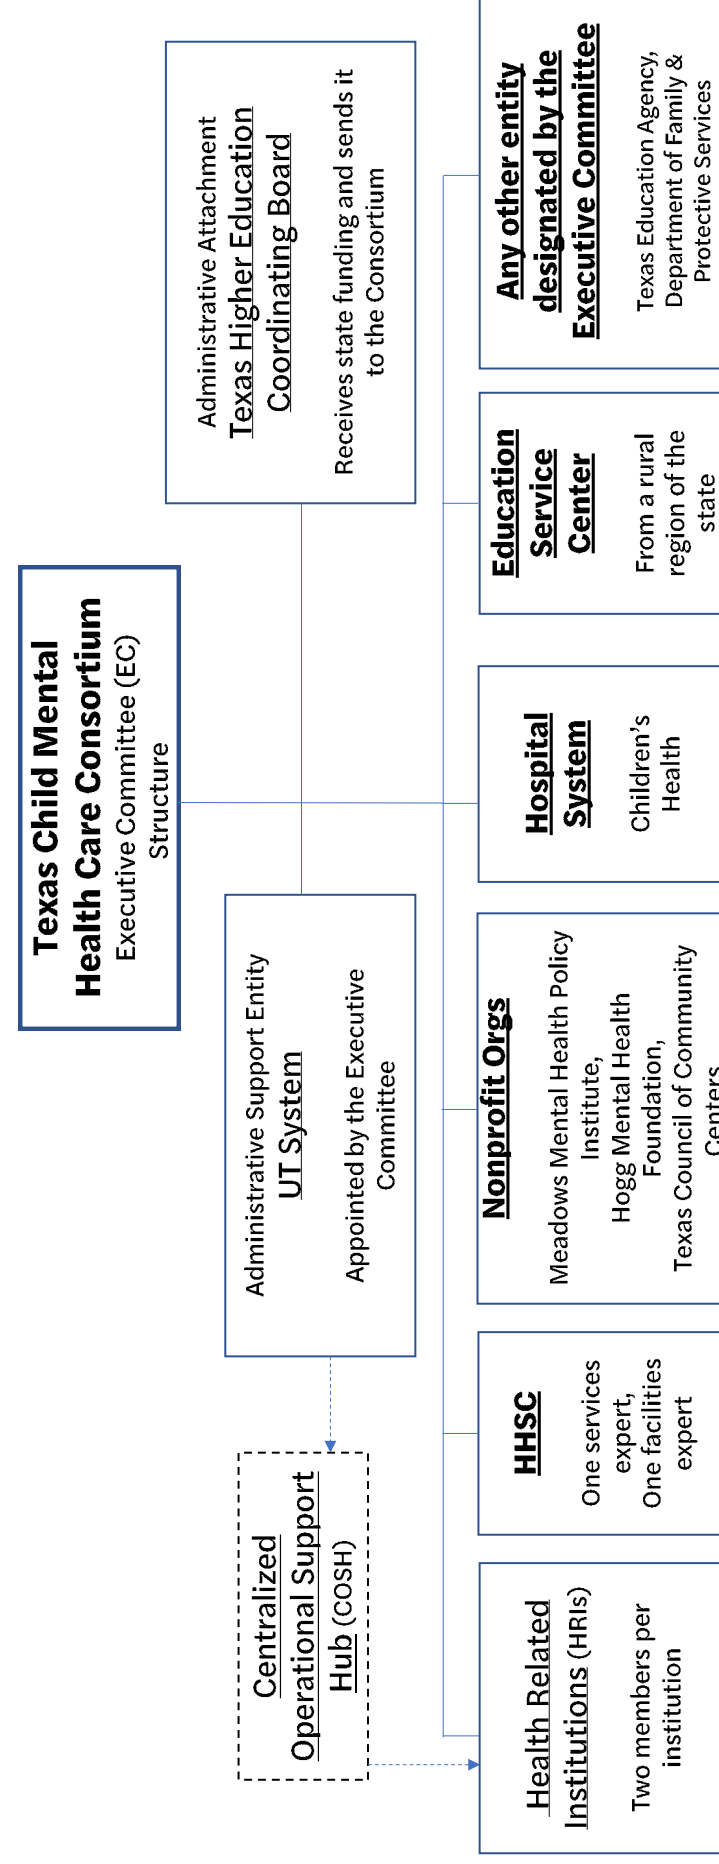 Texas Child Mental
Health Care Consortium
Executive Committee (EC)
Structure
Administrative Support Entity
UT System
Appointed by the Executive
Committee
Administrative Attachment
Texas Higher Education
Coordinating Board
Receives state funding and sends it
to the Consortium
Centralized
Operational Support
Hub (COSH)
Health Related
Institutions (HRIs)
Two members per
institution
HHSC
One services
expert,
One facilities
expert
Nonprofit Orgs
Meadows Mental Health Policy
Institute,
Hogg Mental Health
Foundation,
Texas Council of Community
Centers
Hospital
System
Children's
Health
Education
Service
Center
From a rural
region of the
state
Any other entity
designated by the
Executive Committee
Texas Education Agency,
Department of Family &
Protective Services